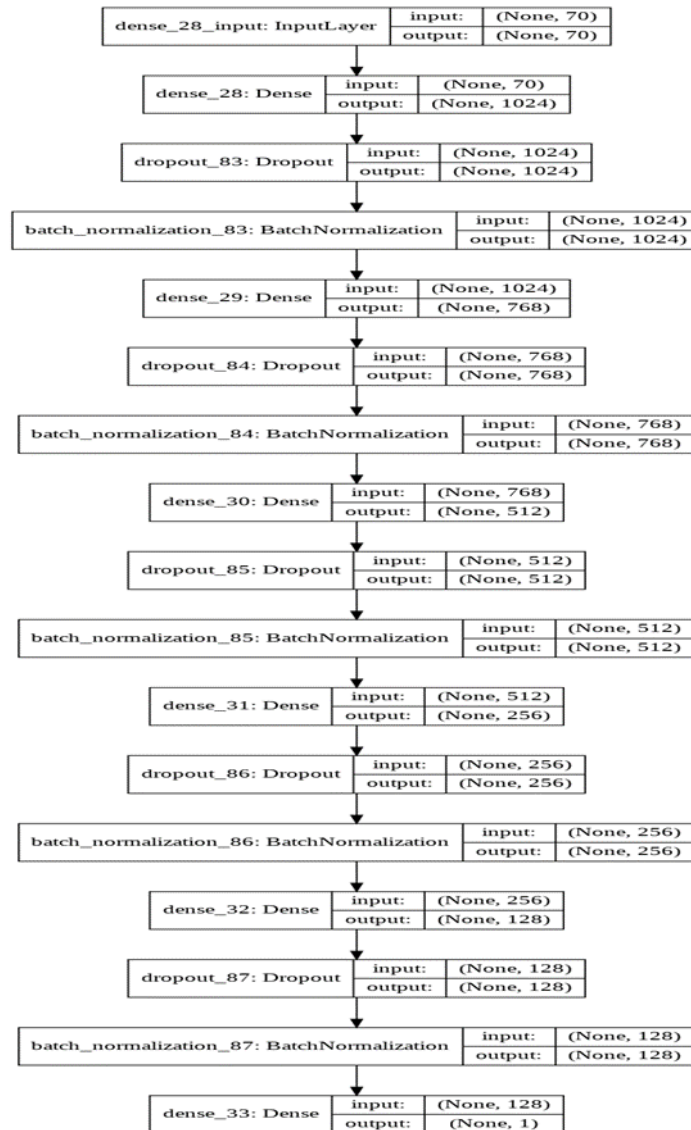 dense_28_input: InputLayer input: (None, 70)
output: (None, 70)
dense_28: Dense input: (None, 70)
output: (None, 1024)
dropout_83: Dropout input: (None, 1024)
output: (None, 1024)
batch_normalization_83: BatchNormalization input: (None, 1024)
output: (None, 1024)
dense_29: Dense input: (None, 1024)
output: (None, 768)
dropout_84: Dropout input: (None, 768)
output: (None, 768)
batch_normalization_84: BatchNormalization input: (None, 768)
output: (None, 768)
dense_30: Dense input: (None, 768)
output: (None, 512)
dropout_85: Dropout input: (None, 512)
output: (None, 512)
batch_normalization_85: BatchNormalization input: (None, 512)
output: (None, 512)
dense_31: Dense input: (None, 512)
output: (None, 256)
dropout_86: Dropout input: (None, 256)
output: (None, 256)
batch_normalization_86: BatchNormalization input: (None, 256)
output: (None, 256)
dense_32: Dense input: (None, 256)
output: (None, 128)
dropout_87: Dropout input: (None, 128)
output: (None, 128)
batch_normalization_87: BatchNormalization input: (None, 128)
output: (None, 128)
dense_33: Dense input: (None, 128)
output: (None, 1)